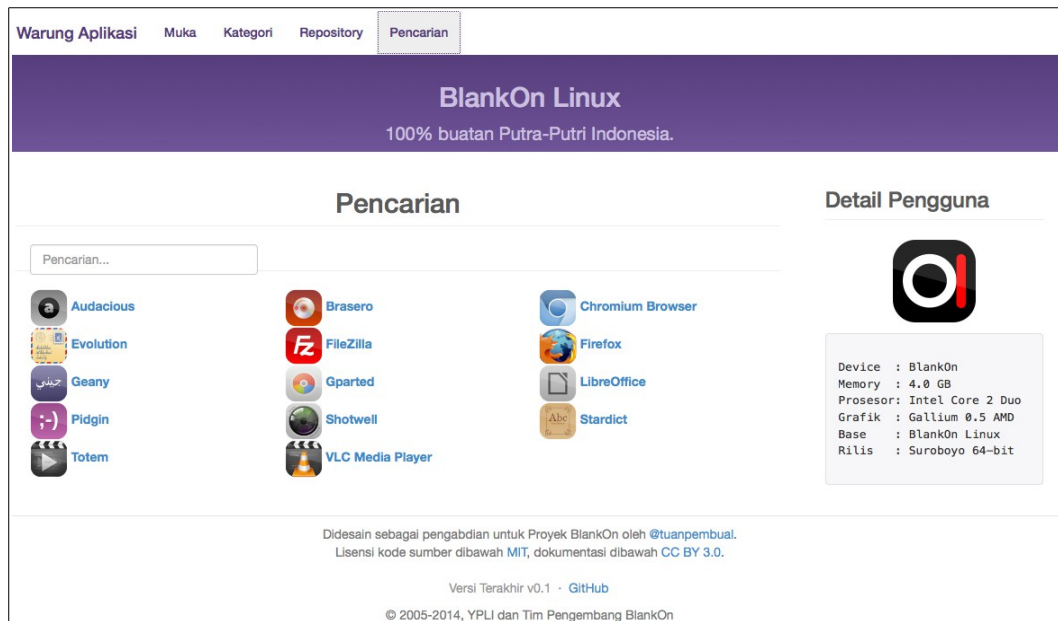 Warung Aplikasi Muka Kategori Repository Pencarian
BlankOn Linux
100% buatan Putra-Putri Indonesia.
Pencarian
Pencarian...
Audacious Brasero Chromium Browser
Evolution FileZilla Firefox
Geany Gparted LibreOffice
Pidgin Shotwell Stardict
Totem VLC Media Player
Detail Pengguna
Device : BlankOn
Memory : 4.0 GB
Prosesor: Intel Core 2 Duo
Grafik : Gallium 0.5 AMD
Base : BlankOn Linux
Rilis : Suroboyo 64-bit
Didesain sebagai pengabdian untuk Proyek BlankOn oleh @tuanpembual.
Lisensi kode sumber dibawah MIT, dokumentasi dibawah CC BY 3.0.
Versi Terakhir v0.1 · GitHub
© 2005-2014, YPLI dan Tim Pengembang BlankOn